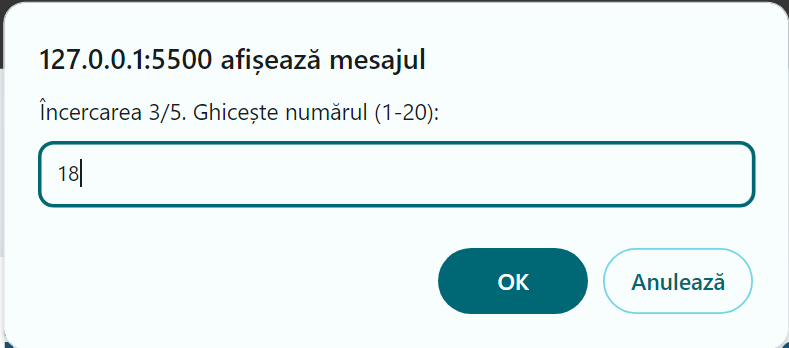 127.0.0.1:5500 afișează mesajul
Încercarea 3/5. Ghicește numărul (1-20):
18
OK
Anulează